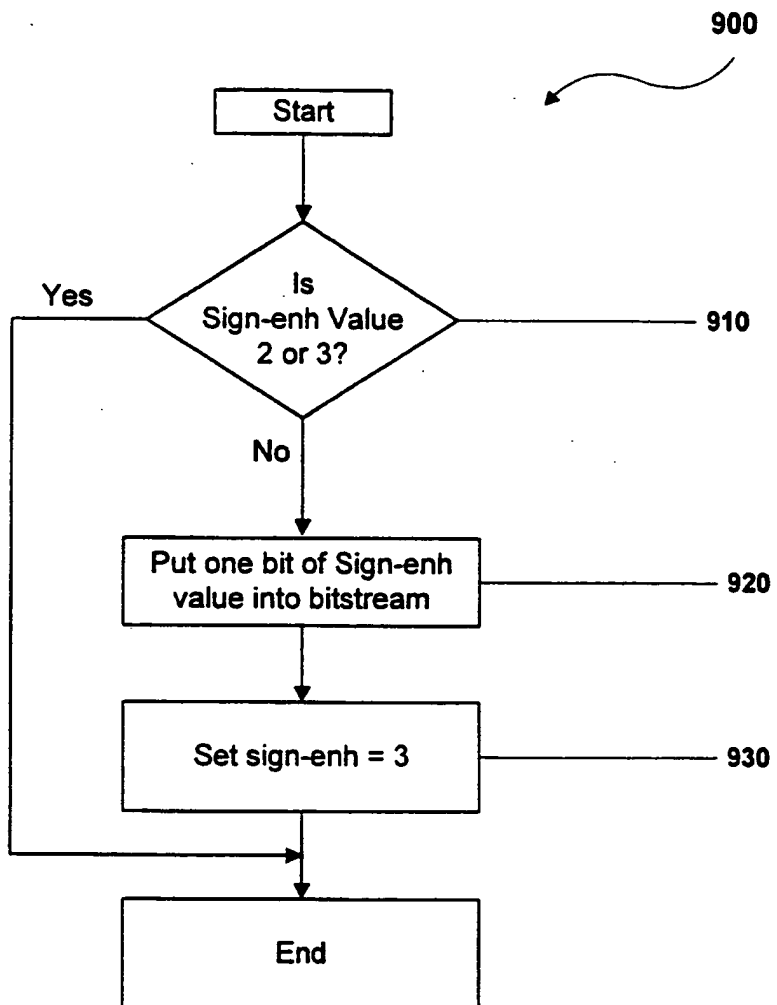 900
Start
Is
Sign-enh Value
2 or 3?
Yes
910
No
Put one bit of Sign-enh
value into bitstream
920
Set sign-enh = 3
930
End